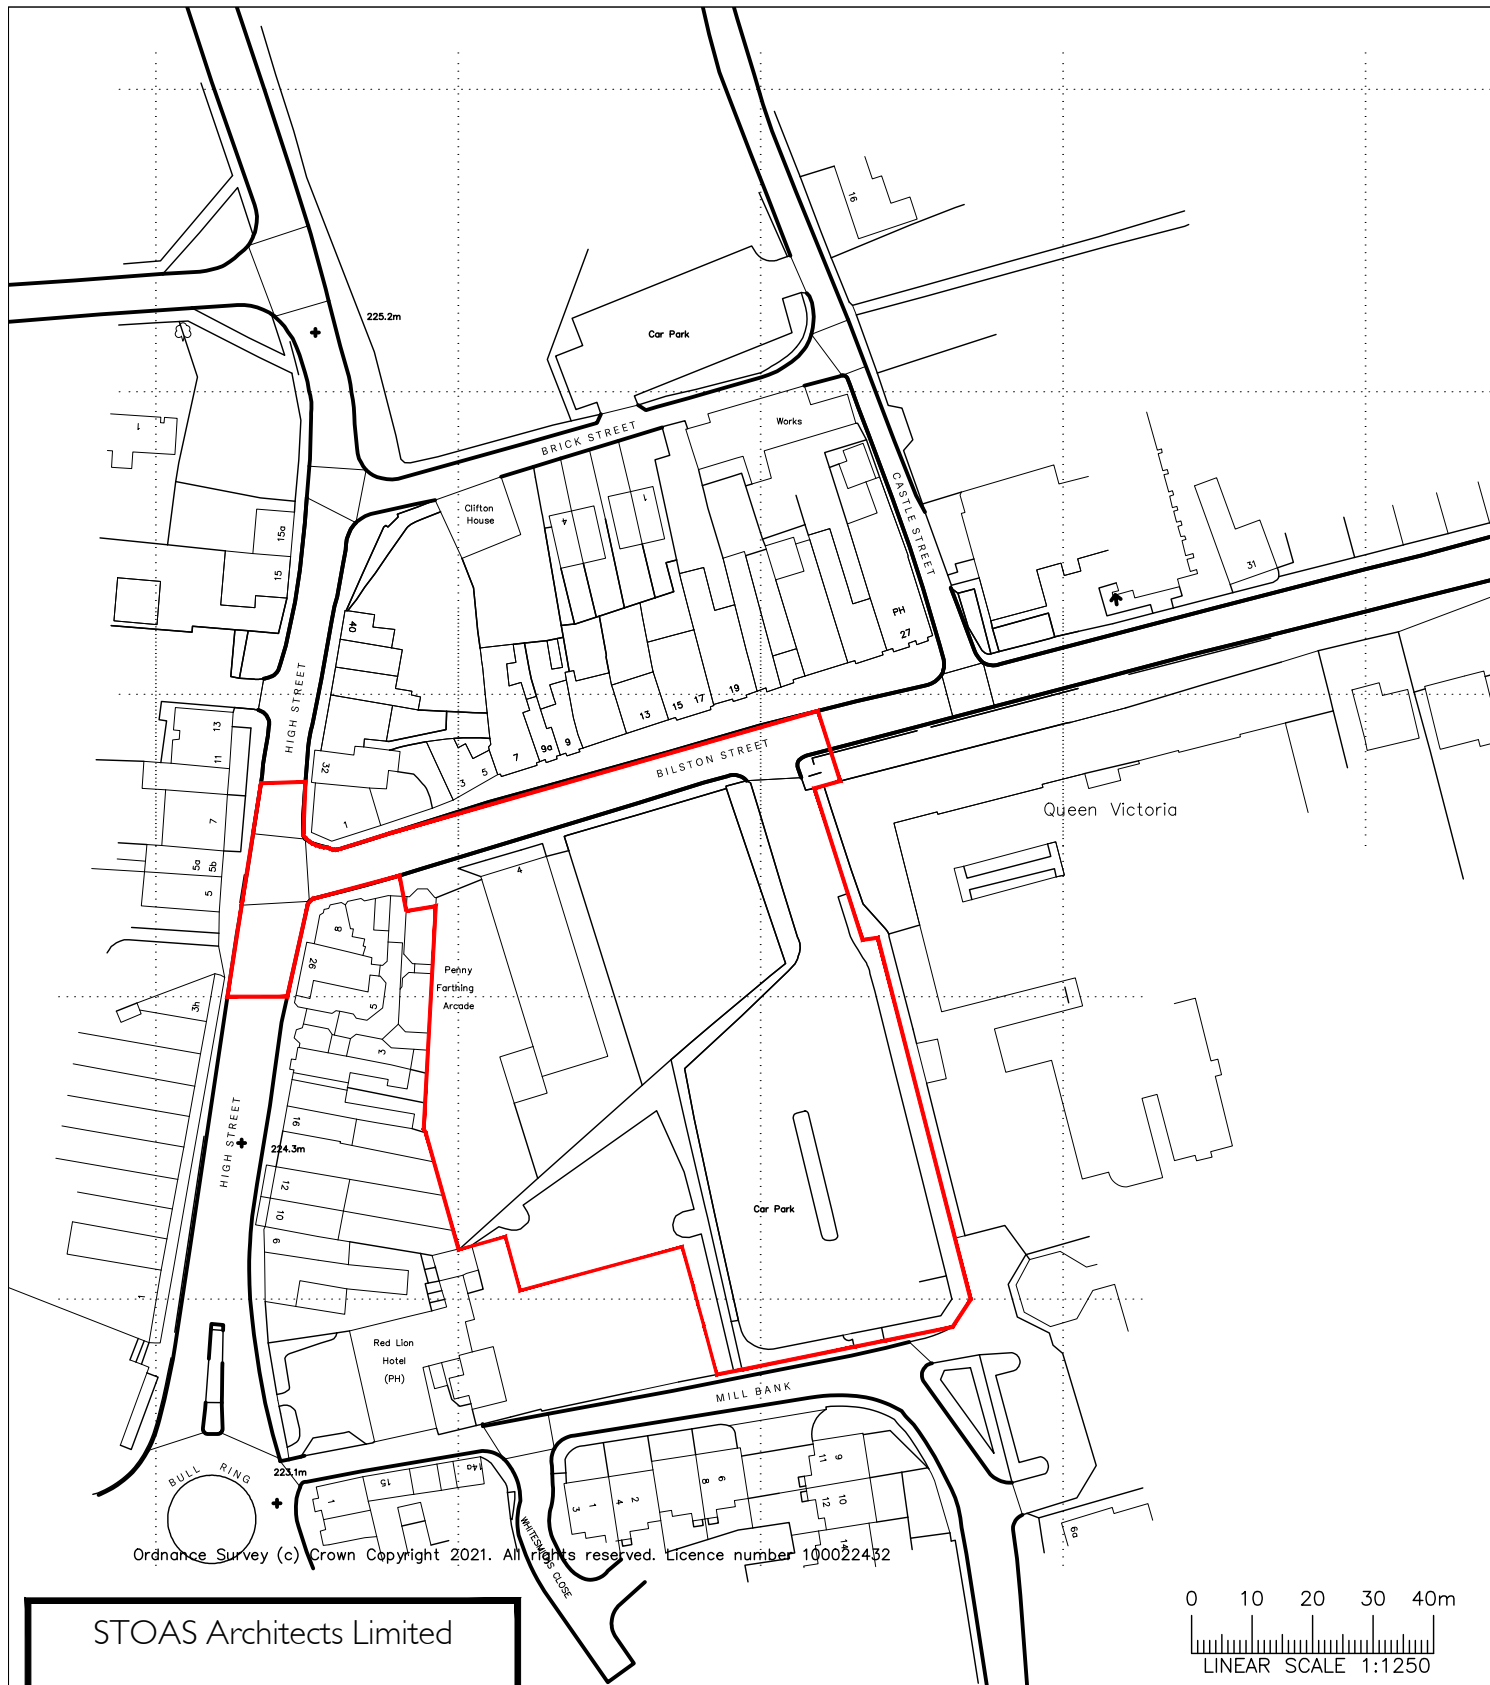 16
225.2m
Car Park
1
BRICK STREET
Works
CASTLE STREET
Clifton
House
4
1
15a
15
31
PH
27
40
HIGH STREET
13
11
32
13
15
17
19
7
9a
9
3
5
1
BILSTON STREET
Queen Victoria
7
5a
5b
5
4
8
26
5
3
Penny
Farthing
Arcade
3h
16
HIGH STREET
224.3m
12
10
6
Car Park
1
Red Lion
Hotel
(PH)
MILL BANK
BULL RING
223.1m
1
15
14a
3
1
4
2
8
6
11
9
12
10
14
6a
WHITESMITHS CLOSE
Ordnance Survey (c) Crown Copyright 2021. All rights reserved. Licence number 100022432
STOAS Architects Limited
0 10 20 30 40m
LINEAR SCALE 1:1250